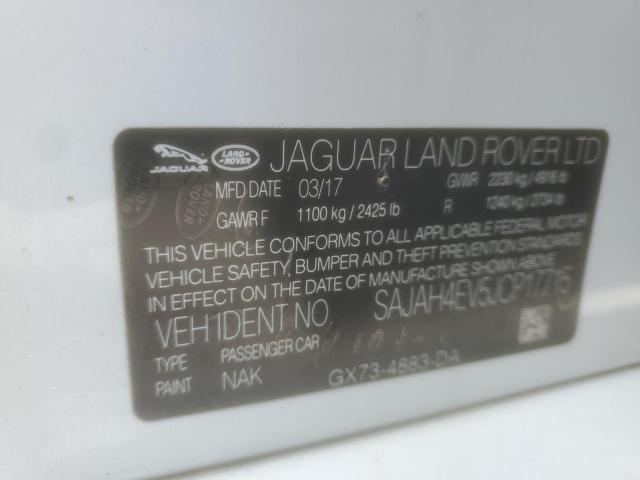 JAGUAR LAND ROVER JAGUAR LAND ROVER LTD
MFD DATE 03/17 GVWR 2230 kg / 4916 lb
GAWR F 1100 kg / 2425 lb R 1240 kg / 2734 lb
THIS VEHICLE CONFORMS TO ALL APPLICABLE FEDERAL MOTOR
VEHICLE SAFETY, BUMPER AND THEFT PREVENTION STANDARDS
IN EFFECT ON THE DATE OF MANUFACTURE SHOWN ABOVE.
VEH IDENT NO. SAJAH4EV5JCP17715
TYPE PASSENGER CAR
PAINT NAK GX73-4883-DA